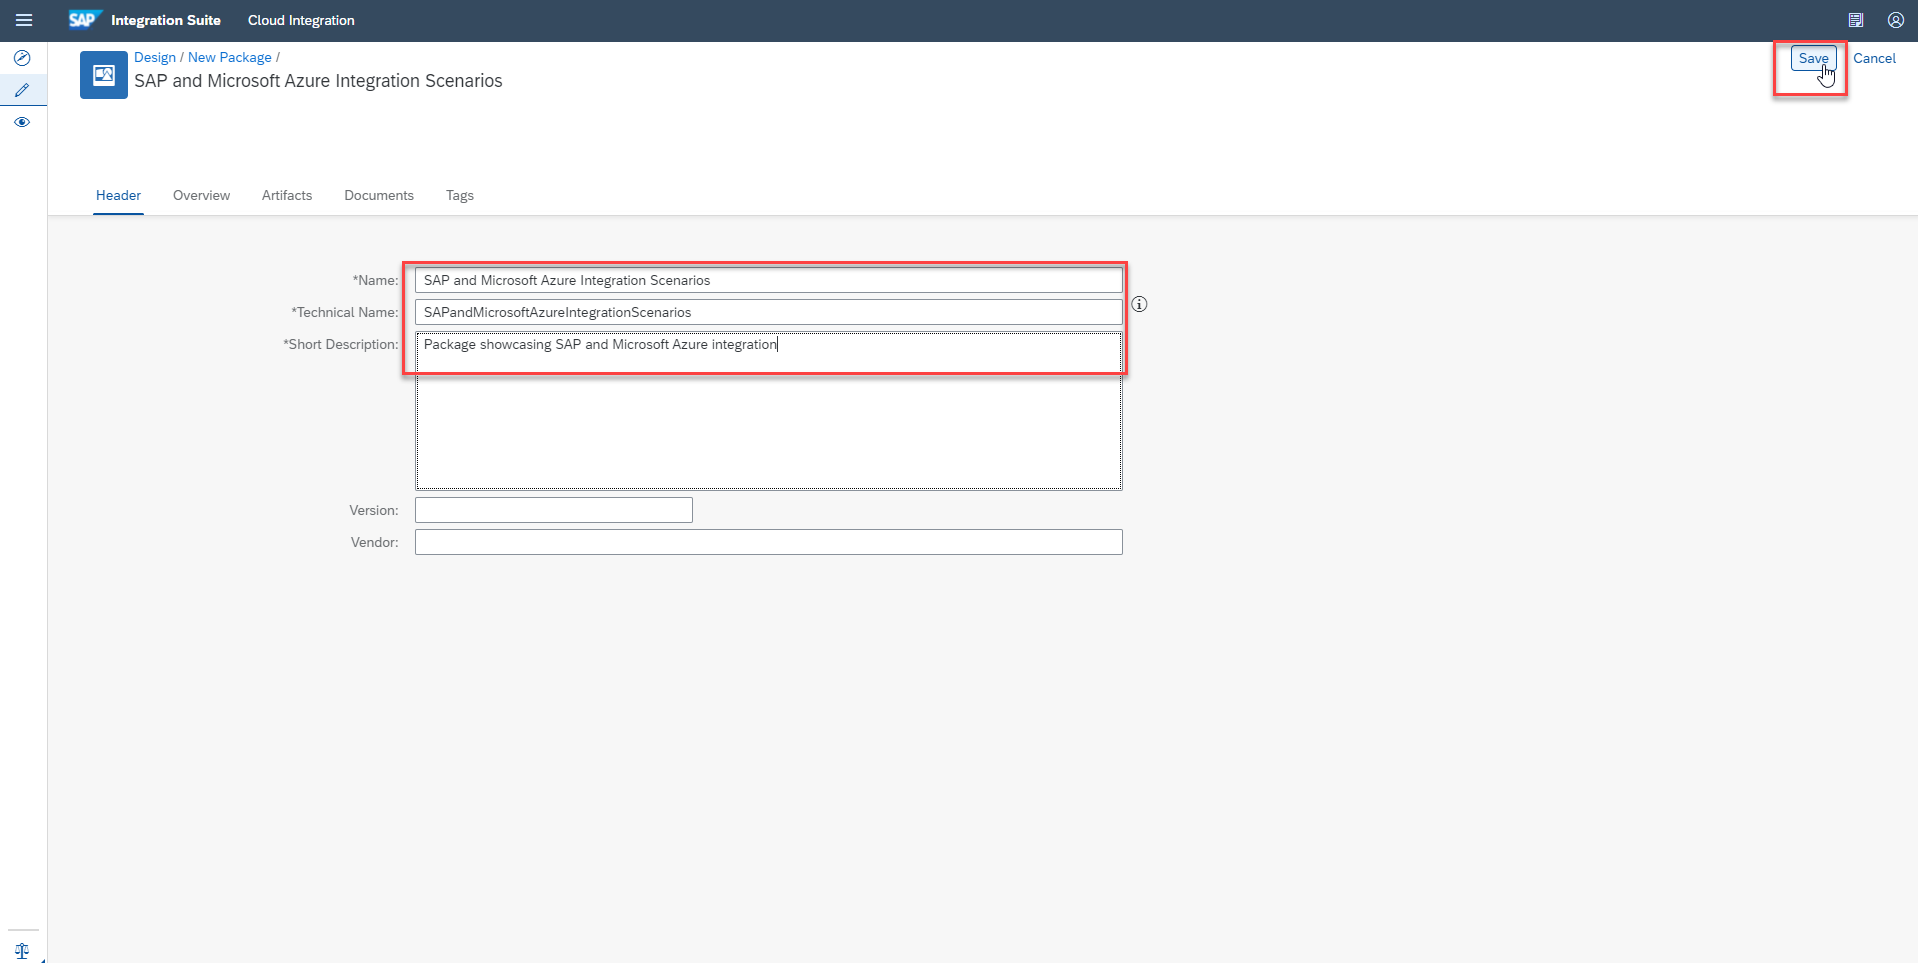 SAP Integration Suite Cloud Integration
Design / New Package /
SAP and Microsoft Azure Integration Scenarios
Save Cancel
Header Overview Artifacts Documents Tags
*Name: SAP and Microsoft Azure Integration Scenarios
*Technical Name: SAPandMicrosoftAzureIntegrationScenarios
*Short Description: Package showcasing SAP and Microsoft Azure integration
Version:
Vendor: